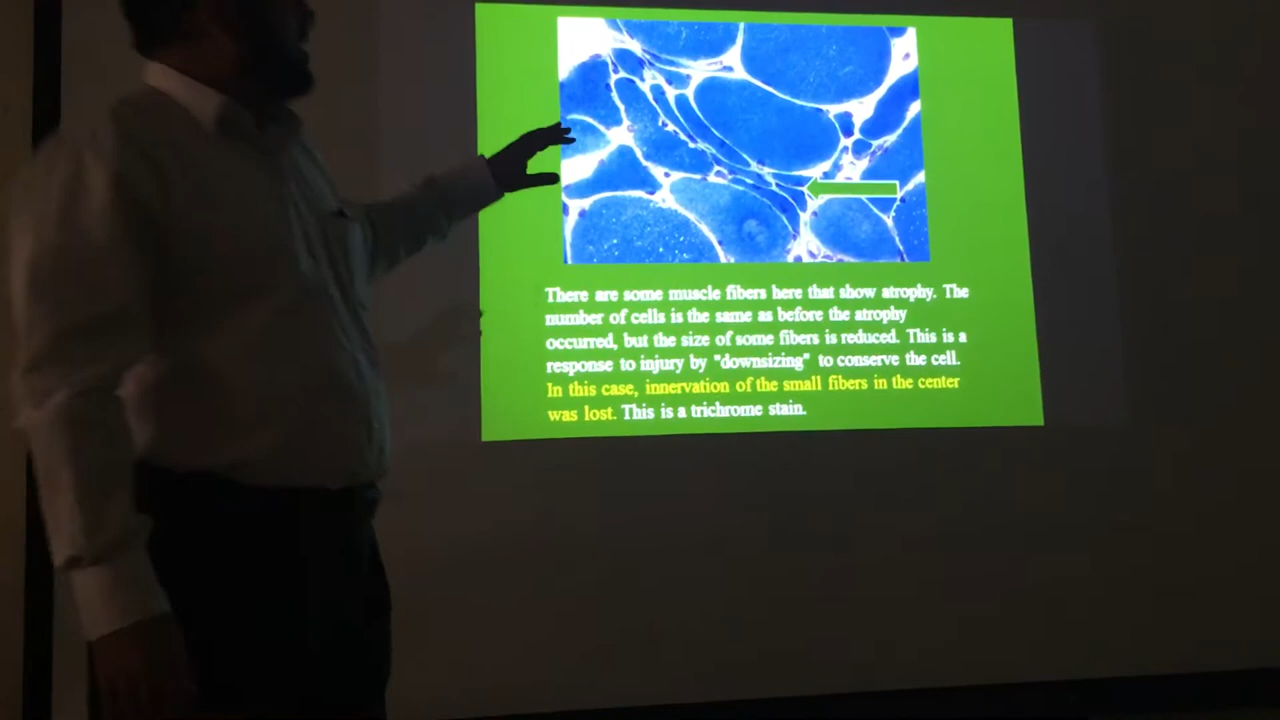 There are some muscle fibers here that show atrophy. The
number of cells is the same as before the atrophy
occurred, but the size of some fibers is reduced. This is a
response to injury by "downsizing" to conserve the cell.
In this case, innervation of the small fibers in the center
was lost. This is a trichrome stain.